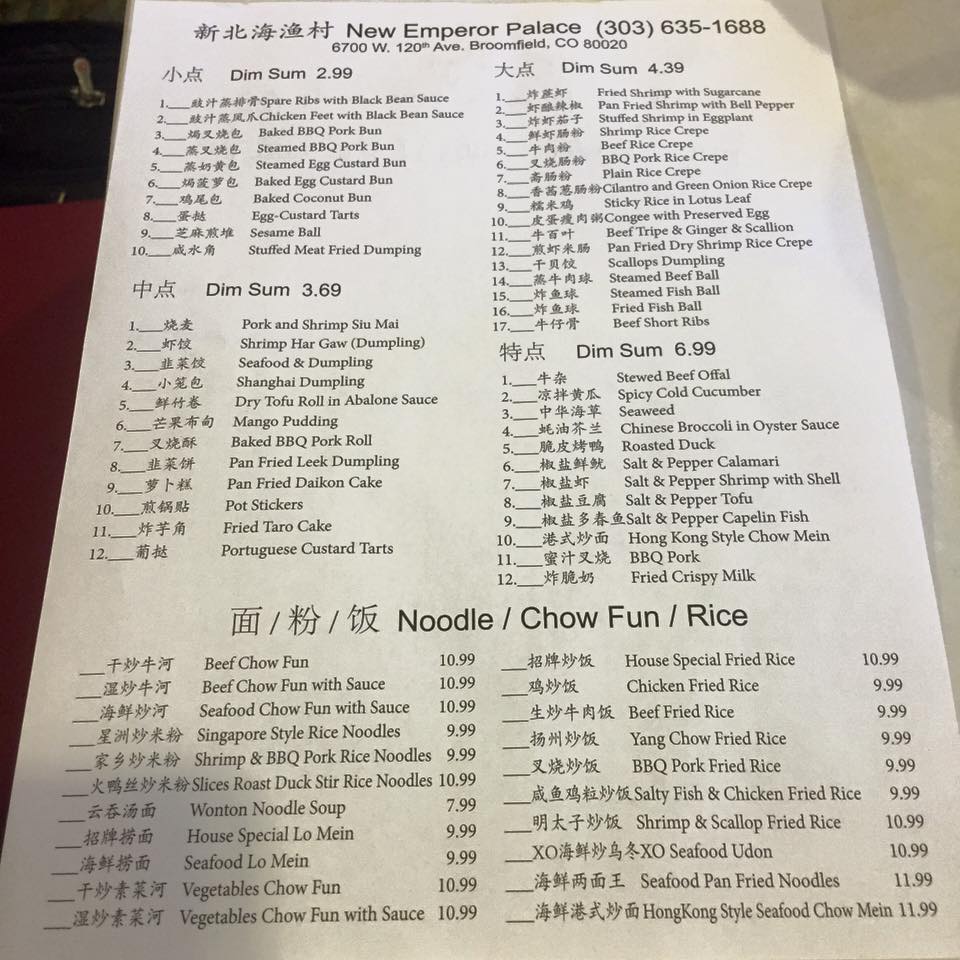 新北海渔村 New Emperor Palace (303) 635-1688
6700 W. 120th Ave. Broomfield, CO 80020
小点 Dim Sum 2.99
1.___豉汁蒸排骨Spare Ribs with Black Bean Sauce
2.___豉汁蒸凤爪Chicken Feet with Black Bean Sauce
3.___焗叉烧包 Baked BBQ Pork Bun
4.___蒸叉烧包 Steamed BBQ Pork Bun
5.___蒸奶黄包 Steamed Egg Custard Bun
6.___焗菠萝包 Baked Egg Custard Bun
7.___鸡尾包 Baked Coconut Bun
8.___蛋挞 Egg-Custard Tarts
9.___芝麻煎堆 Sesame Ball
10.___咸水角 Stuffed Meat Fried Dumping
中点 Dim Sum 3.69
1.___烧麦 Pork and Shrimp Siu Mai
2.___虾饺 Shrimp Har Gaw (Dumpling)
3.___韭菜饺 Seafood & Dumpling
4.___小笼包 Shanghai Dumpling
5.___鲜竹卷 Dry Tofu Roll in Abalone Sauce
6.___芒果布甸 Mango Pudding
7.___叉烧酥 Baked BBQ Pork Roll
8.___韭菜饼 Pan Fried Leek Dumpling
9.___萝卜糕 Pan Fried Daikon Cake
10.___煎锅贴 Pot Stickers
11.___炸芋角 Fried Taro Cake
12.___葡挞 Portuguese Custard Tarts
大点 Dim Sum 4.39
1.___炸蔗虾 Fried Shrimp with Sugarcane
2.___虾酿辣椒 Pan Fried Shrimp with Bell Pepper
3.___炸虾茄子 Stuffed Shrimp in Eggplant
4.___鲜虾肠粉 Shrimp Rice Crepe
5.___牛肉粉 Beef Rice Crepe
6.___叉烧肠粉 BBQ Pork Rice Crepe
7.___斋肠粉 Plain Rice Crepe
8.___香茜葱肠粉Cilantro and Green Onion Rice Crepe
9.___糯米鸡 Sticky Rice in Lotus Leaf
10.___皮蛋瘦肉粥Congee with Preserved Egg
11.___牛百叶 Beef Tripe & Ginger & Scallion
12.___煎虾米肠 Pan Fried Dry Shrimp Rice Crepe
13.___干贝饺 Scallops Dumpling
14.___蒸牛肉球 Steamed Beef Ball
15.___炸鱼球 Steamed Fish Ball
16.___炸鱼球 Fried Fish Ball
17.___牛仔骨 Beef Short Ribs
特点 Dim Sum 6.99
1.___牛杂 Stewed Beef Offal
2.___凉拌黄瓜 Spicy Cold Cucumber
3.___中华海草 Seaweed
4.___蚝油芥兰 Chinese Broccoli in Oyster Sauce
5.___脆皮烤鸭 Roasted Duck
6.___椒盐鲜鱿 Salt & Pepper Calamari
7.___椒盐虾 Salt & Pepper Shrimp with Shell
8.___椒盐豆腐 Salt & Pepper Tofu
9.___椒盐多春鱼Salt & Pepper Capelin Fish
10.___港式炒面 Hong Kong Style Chow Mein
11.___蜜汁叉烧 BBQ Pork
12.___炸脆奶 Fried Crispy Milk
面 / 粉 / 饭 Noodle / Chow Fun / Rice
___干炒牛河 Beef Chow Fun 10.99
___湿炒牛河 Beef Chow Fun with Sauce 10.99
___海鲜炒河 Seafood Chow Fun with Sauce 10.99
___星洲炒米粉 Singapore Style Rice Noodles 9.99
___家乡炒米粉 Shrimp & BBQ Pork Rice Noodles 9.99
___火鸭丝炒米粉Slices Roast Duck Stir Rice Noodles 10.99
___云吞汤面 Wonton Noodle Soup 7.99
___招牌捞面 House Special Lo Mein 9.99
___海鲜捞面 Seafood Lo Mein 9.99
___干炒素菜河 Vegetables Chow Fun 10.99
___湿炒素菜河 Vegetables Chow Fun with Sauce 10.99
___招牌炒饭 House Special Fried Rice 10.99
___鸡炒饭 Chicken Fried Rice 9.99
___生炒牛肉饭 Beef Fried Rice 9.99
___扬州炒饭 Yang Chow Fried Rice 9.99
___叉烧炒饭 BBQ Pork Fried Rice 9.99
___咸鱼鸡粒炒饭Salty Fish & Chicken Fried Rice 9.99
___明太子炒饭 Shrimp & Scallop Fried Rice 10.99
___XO海鲜炒乌冬XO Seafood Udon 10.99
___海鲜两面王 Seafood Pan Fried Noodles 11.99
___海鲜港式炒面HongKong Style Seafood Chow Mein 11.99